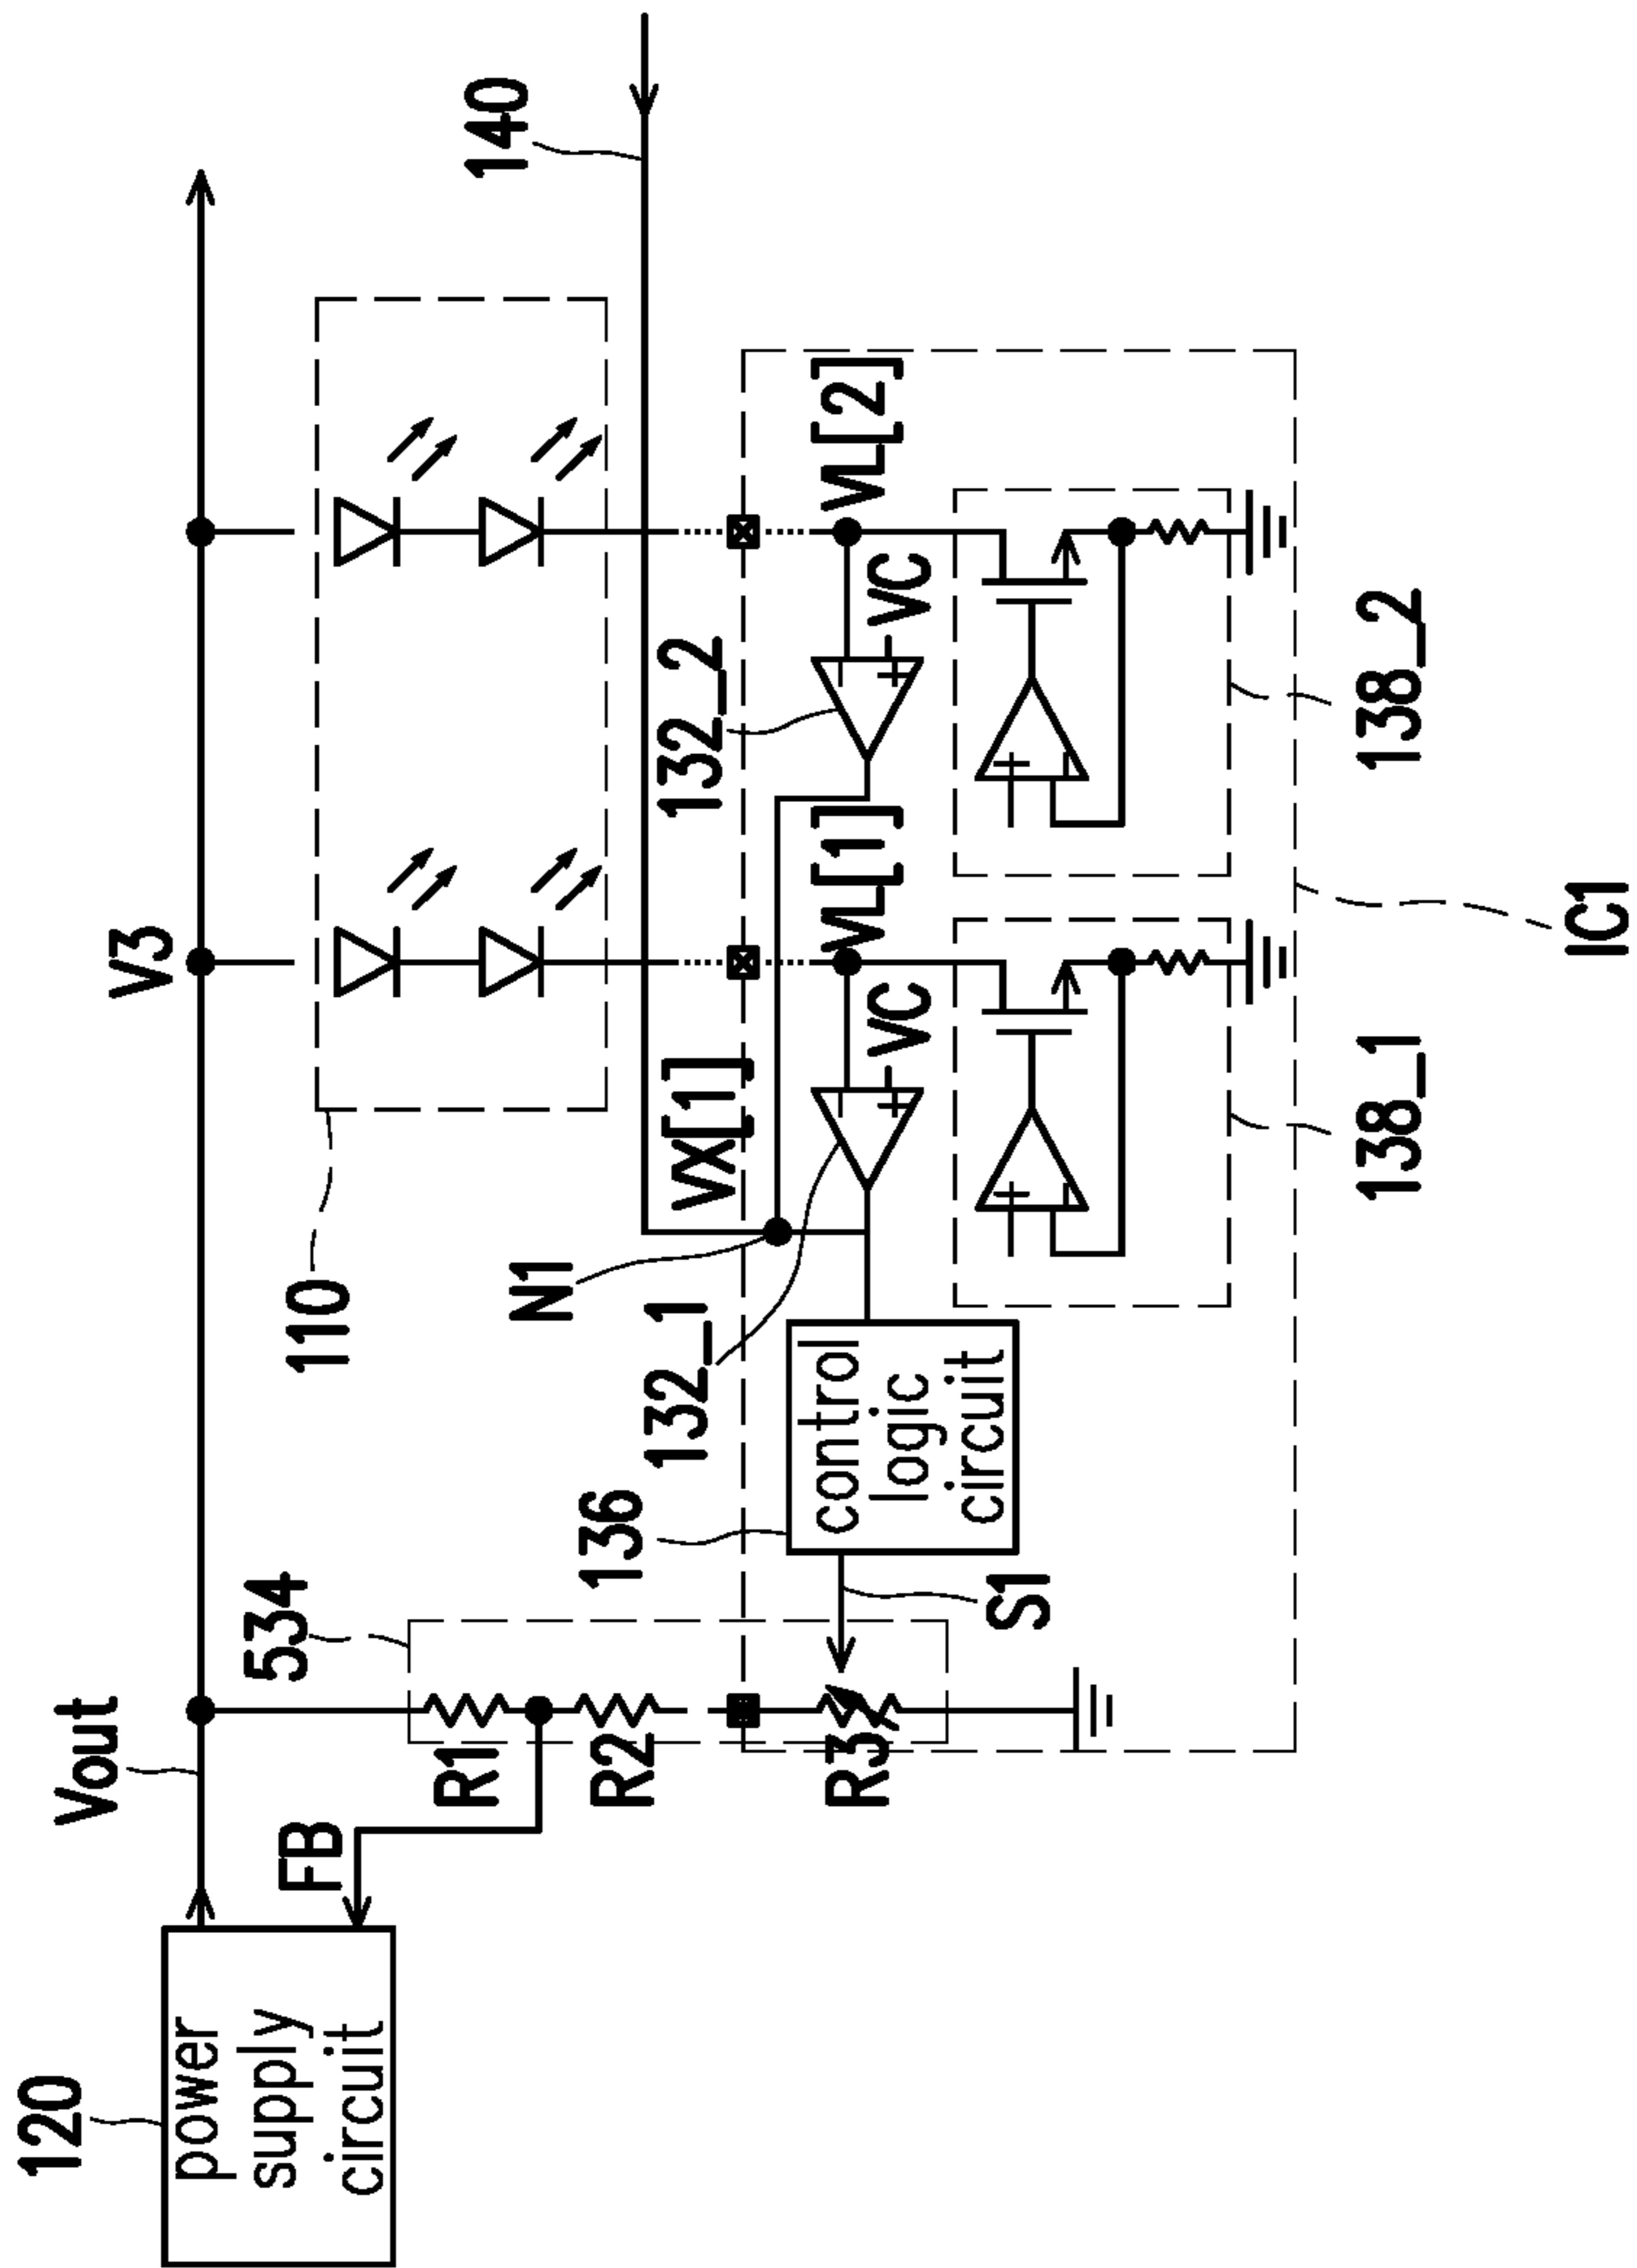 120
power
supply
circuit
Vout
FB
534
R1
R2
R3
S1
136
control
logic
circuit
V3
110
N1
132_1
VX[1]
VC
VL[1]
132_2
VC
VL[2]
140
138_1
138_2
IC1